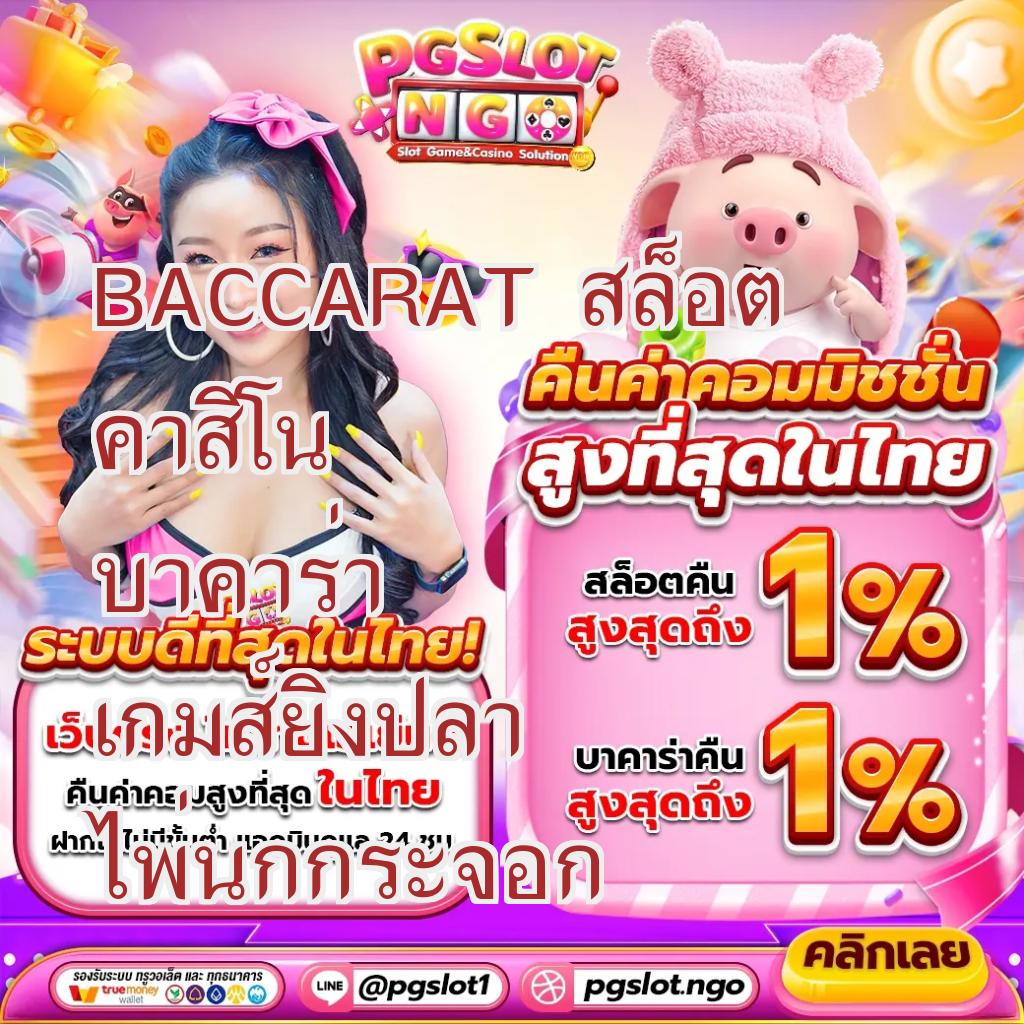 PGSLOT
NGO
Slot Game&Casino Solution
BACCARAT สล็อต
คาสิโน
บาคาร่า
เกมส์ยิงปลา
ไพ่นกกระจอก
คืนค่าคอมมิชชั่น
สูงที่สุดในไทย
สล็อตคืน
สูงสุดถึง
1%
บาคาร่าคืน
สูงสุดถึง
1%
ระบบดีที่สุดในไทย!
คืนค่าคอมสูงที่สุด ในไทย
24 ชม
คลิกเลย
รองรับระบบ ทรูวอเล็ต และ ทุกธนาคาร
truemoney
wallet
LINE @pgslot1
pgslot.ngo